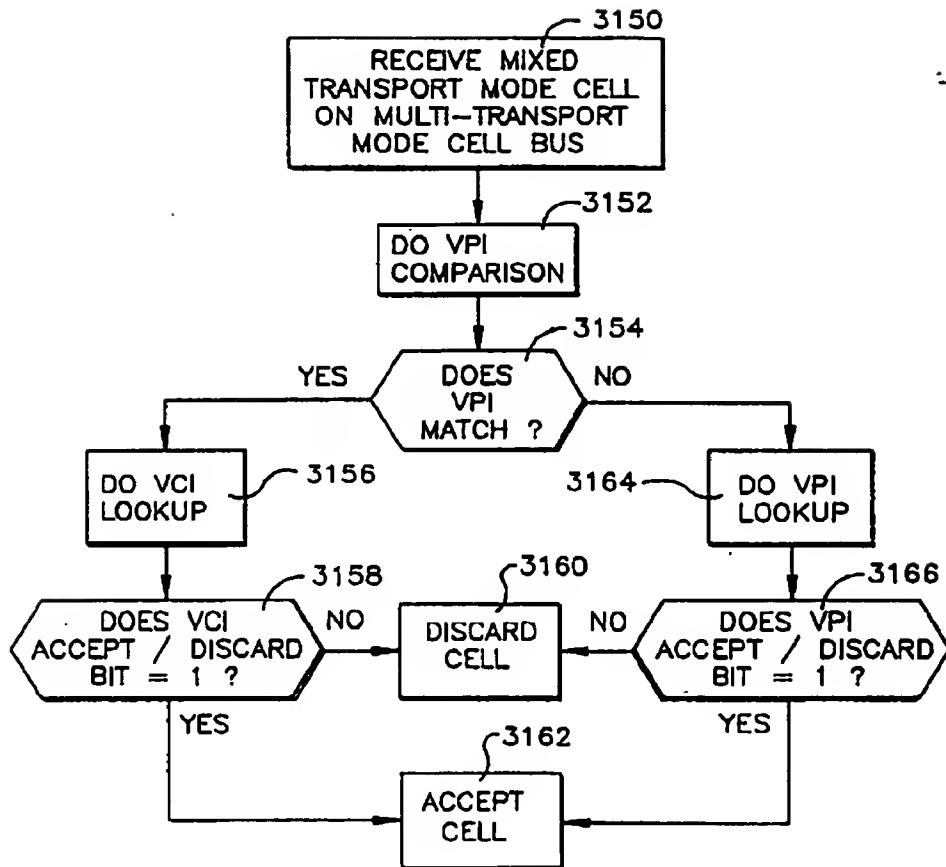 3150
RECEIVE MIXED
TRANSPORT MODE CELL
ON MULTI-TRANSPORT
MODE CELL BUS
3152
DO VPI
COMPARISON
3154
YES
DOES
VPI
MATCH ?
NO
DO VCI
LOOKUP
3156
3164
DO VPI
LOOKUP
3158
DOES VCI
ACCEPT / DISCARD
BIT = 1 ?
NO
YES
3160
DISCARD
CELL
NO
3166
DOES VPI
ACCEPT / DISCARD
BIT = 1 ?
YES
3162
ACCEPT
CELL